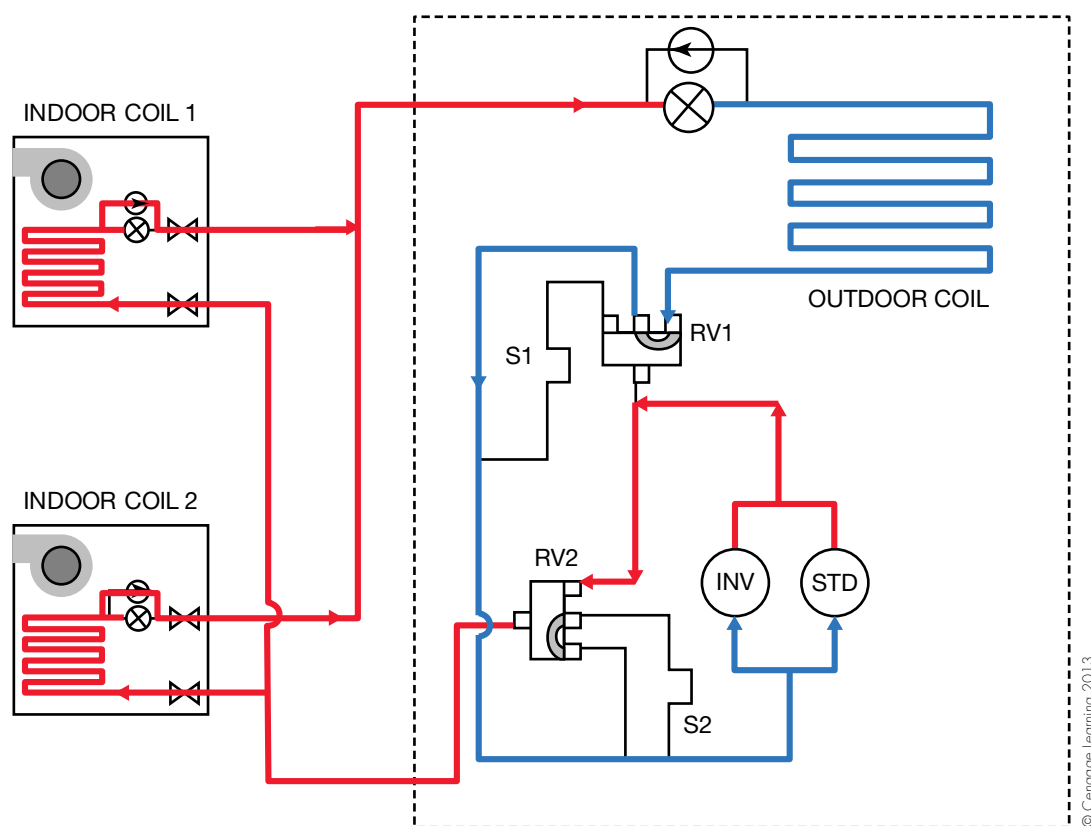 INDOOR COIL 1
OUTDOOR COIL
RV1
S1
INDOOR COIL 2
RV2
INV
STD
S2
© Cengage Learning 2013